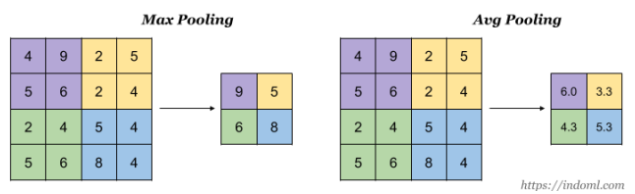 Max Pooling
Avg Pooling
4 9 2 5
5 6 2 4
2 4 5 4
5 6 8 4
9 5
6 8
4 9 2 5
5 6 2 4
2 4 5 4
5 6 8 4
6.0 3.3
4.3 5.3
https://indoml.com